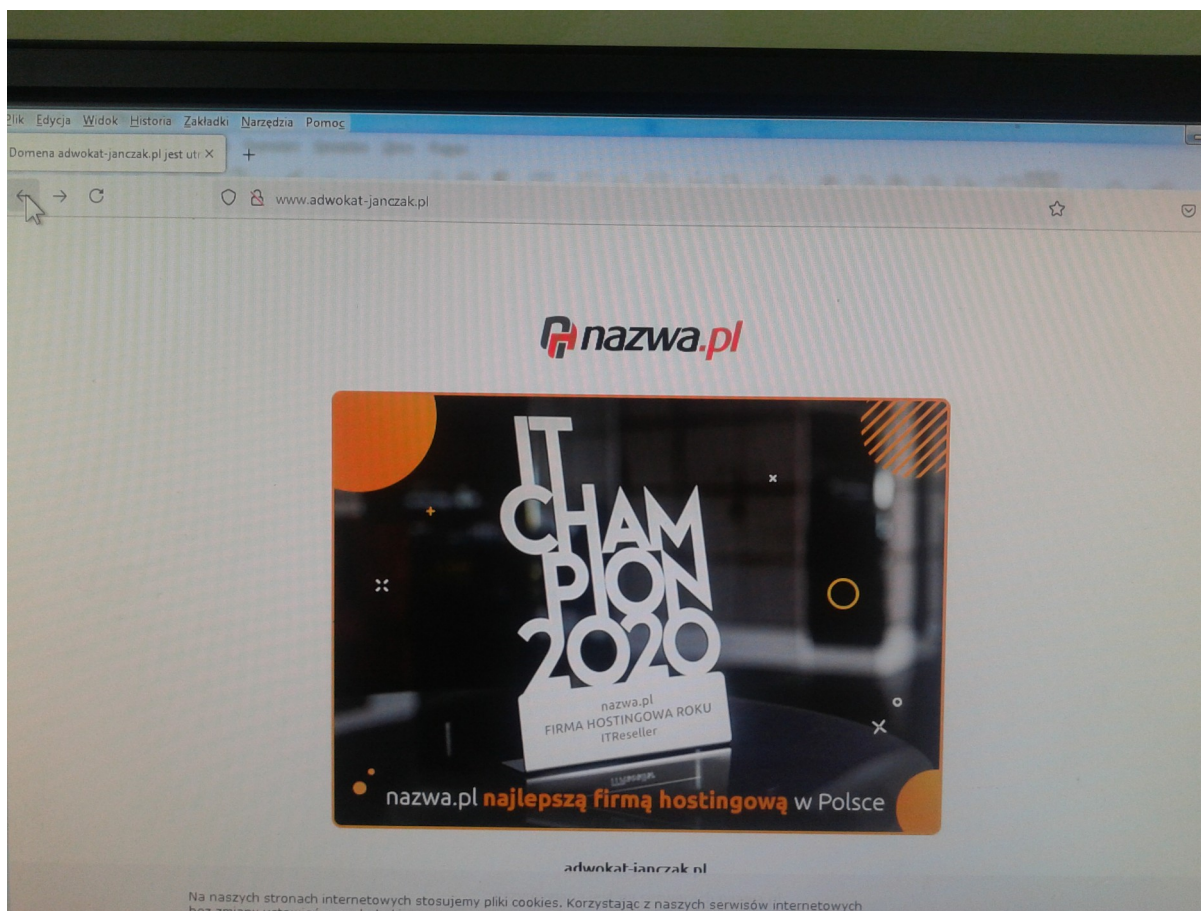 Plik Edycja Widok Historia Zakładki Narzędzia Pomoc
Domena adwokat-janczak.pl jest utr
www.adwokat-janczak.pl
nazwa.pl
IT
CHAM
PION
2020
nazwa.pl
FIRMA HOSTINGOWA ROKU
ITReseller
nazwa.pl najlepszą firmą hostingową w Polsce
adwokat-janczak.pl
Na naszych stronach internetowych stosujemy pliki cookies. Korzystając z naszych serwisów internetowych
bez zmiany